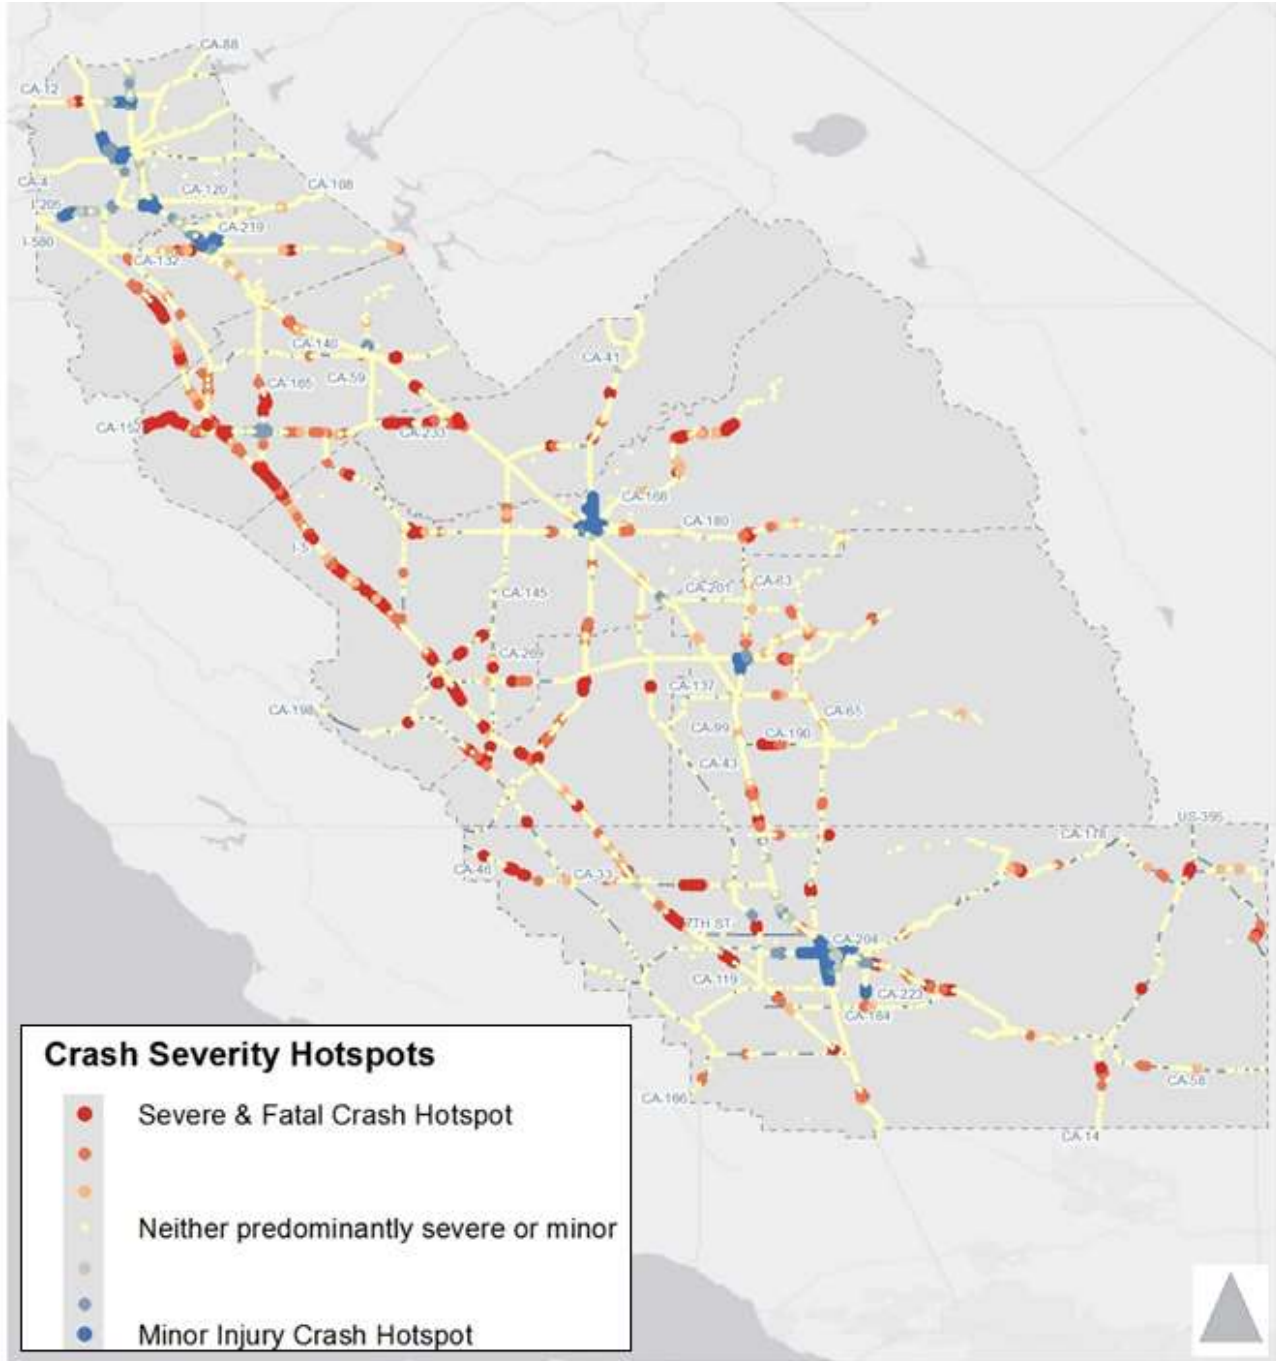 CA-88
CA-12
CA-4
CA-120
CA-108
I-205
CA-219
I-580
CA-132
CA-140
CA-59
CA-41
CA-165
CA-152
CA-233
CA-168
CA-180
I-5
CA-145
CA-201
CA-63
CA-269
CA-137
CA-198
CA-99
CA-65
CA-190
CA-43
US-395
CA-178
CA-46
CA-33
7TH ST
CA-204
CA-119
CA-223
CA-184
CA-58
CA-166
CA-14
Crash Severity Hotspots
Severe & Fatal Crash Hotspot
Neither predominantly severe or minor
Minor Injury Crash Hotspot